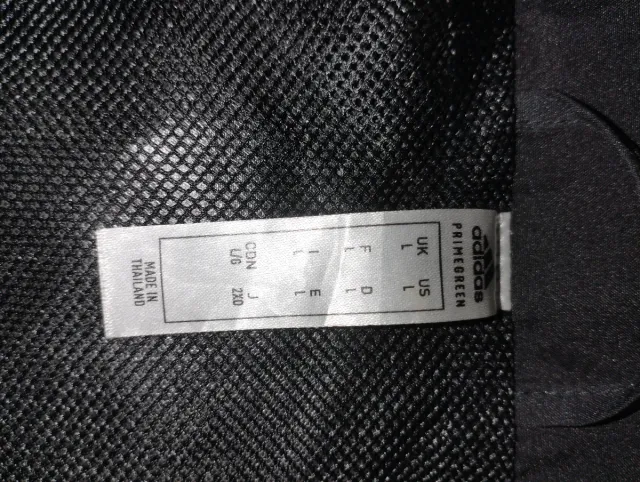 adidas
PRIMEGREEN
UK US
L L
F D
L L
I E
L L
CDN J
L/G 2XO
MADE IN
THAILAND